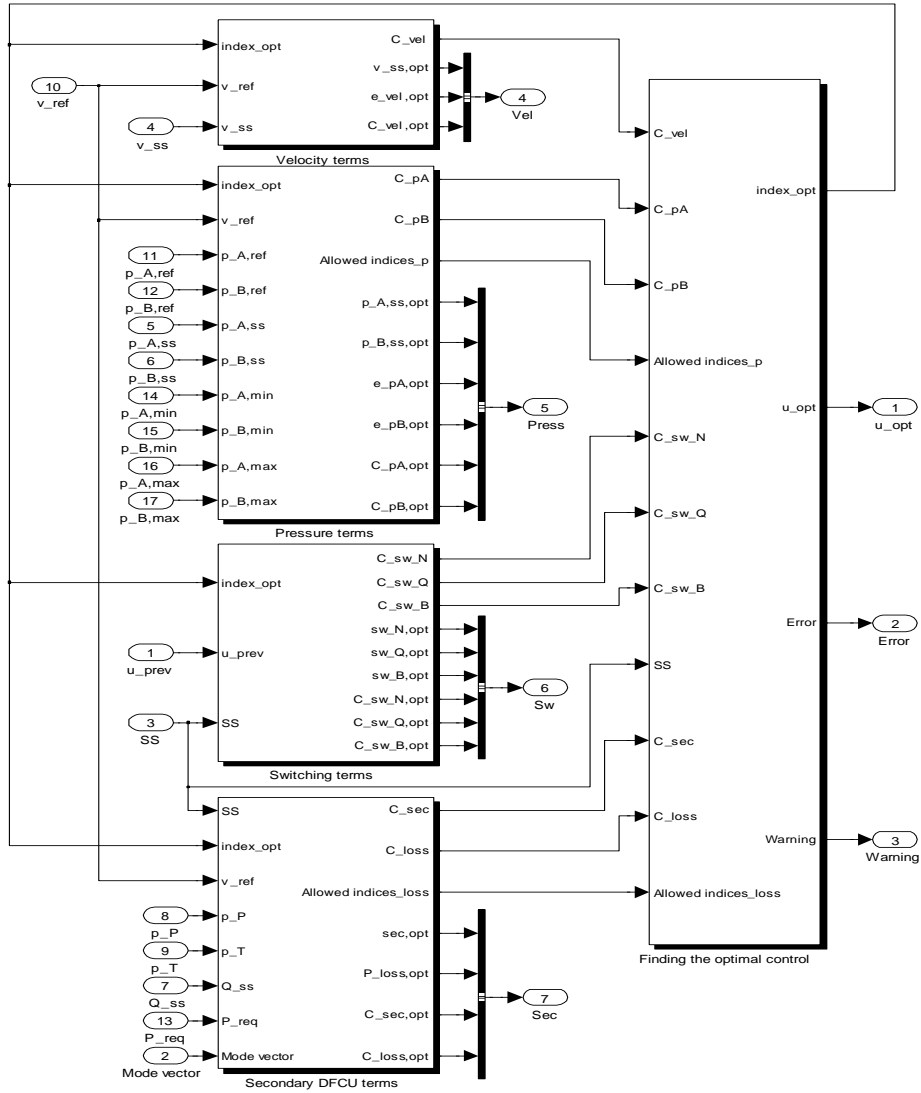 index_opt
v_ref
v_ss
C_vel
v_ss,opt
e_vel,opt
C_vel,opt
Velocity terms
10
v_ref
4
v_ss
4
Vel
index_opt
v_ref
p_A,ref
p_B,ref
p_A,ss
p_B,ss
p_A,min
p_B,min
p_A,max
p_B,max
C_pA
C_pB
Allowed indices_p
p_A,ss,opt
p_B,ss,opt
e_pA,opt
e_pB,opt
C_pA,opt
C_pB,opt
Pressure terms
11
p_A,ref
12
p_B,ref
5
p_A,ss
6
p_B,ss
14
p_A,min
15
p_B,min
16
p_A,max
17
p_B,max
5
Press
index_opt
u_prev
SS
C_sw_N
C_sw_Q
C_sw_B
sw_N,opt
sw_Q,opt
sw_B,opt
C_sw_N,opt
C_sw_Q,opt
C_sw_B,opt
Switching terms
1
u_prev
3
SS
6
Sw
SS
index_opt
v_ref
p_P
p_T
Q_ss
P_req
Mode vector
C_sec
C_loss
Allowed indices_loss
sec,opt
P_loss,opt
C_sec,opt
C_loss,opt
Secondary DFCU terms
8
p_P
9
p_T
7
Q_ss
13
P_req
2
Mode vector
7
Sec
C_vel
C_pA
C_pB
Allowed indices_p
C_sw_N
C_sw_Q
C_sw_B
SS
C_sec
C_loss
Allowed indices_loss
index_opt
u_opt
Error
Warning
Finding the optimal control
1
u_opt
2
Error
3
Warning